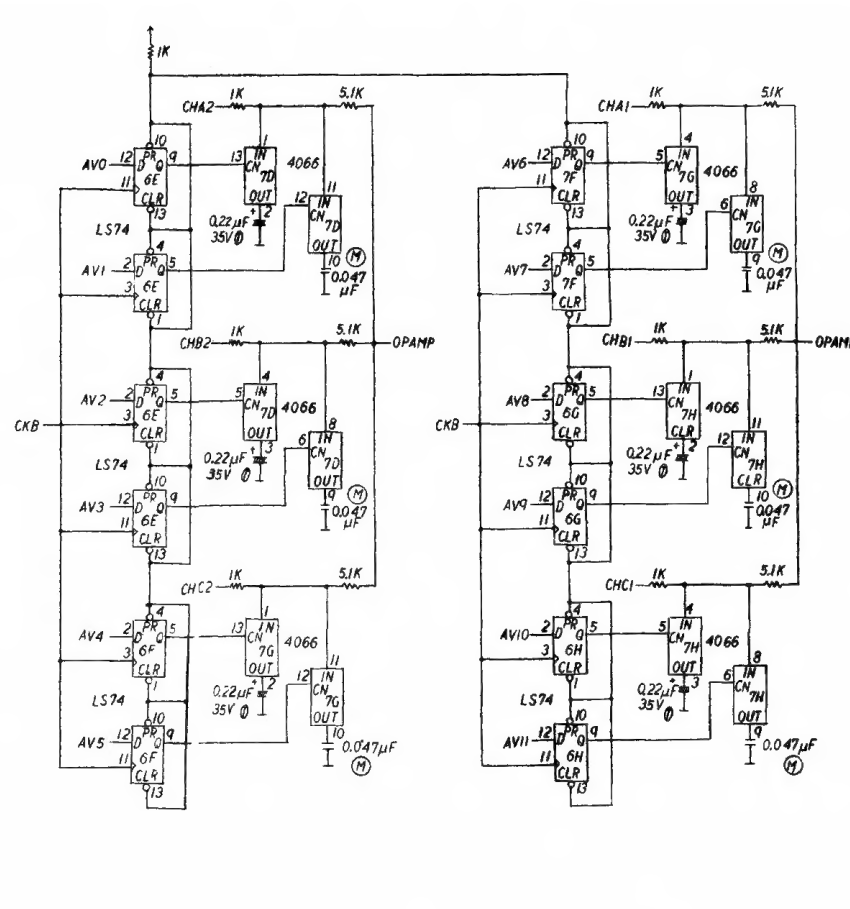 1K
CHA2 1K 5.1K
10
AV0 12 D PR Q 9 13 IN 1 4066
6E CN 7D
11 CLR OUT 12 IN 11
13 + 2 CN 7D
LS74 0.22µF 35V OUT
4 10 M
AV1 2 D PR Q 5 0.047 µF
3 6E CLR
1
CHB2 1K 5.1K
OPAMP
4
AV2 2 D PR Q 5 5 IN 4 4066
6E CN 7D
CKB 3 CLR OUT 6 IN 8
1 + 3 CN 7D
LS74 0.22µF 35V OUT
10 9 M
AV3 12 D PR Q 9 0.047 µF
11 6E CLR
13
CHC2 1K 5.1K
4
AV4 2 D PR Q 5 13 IN 1 4066
6F CN 7G
3 CLR OUT 12 IN 11
1 + 2 CN 7G
LS74 0.22µF 35V OUT
10 10
AV5 12 D PR Q 9 0.047µF
11 6F CLR M
13
CHA1 1K 5.1K
10
AV6 12 D PR Q 9 5 IN 4 4066
7F CN 7G
11 CLR OUT 6 IN 8
13 + 3 CN 7G
LS74 0.22µF 35V OUT
4 9 M
AV7 2 D PR Q 5 0.047 µF
3 7F CLR
1
CHB1 1K 5.1K
OPAM
4
AV8 2 D PR Q 5 13 IN 1 4066
6G CN 7H
CKB 3 CLR CLR 12 IN 11
1 + 2 CN 7H
LS74 0.22µF 35V CLR
10 10 M
AV9 12 D PR Q 9 0.047 µF
11 6G CLR
13
CHC1 1K 5.1K
4
AV10 2 D PR Q 5 5 IN 4 4066
6H CN 7H
3 CLR OUT 6 IN 8
1 + 3 CN 7H
LS74 0.22µF 35V OUT
10 9
AV11 12 D PR Q 9 0.047µF
11 6H CLR M
13